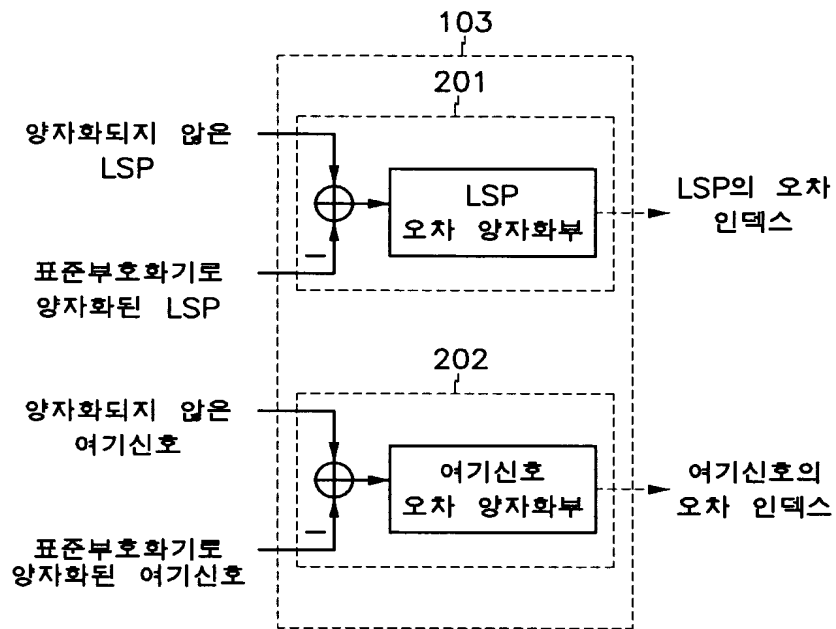 103
201
양자화되지 않은
LSP
LSP
오차 양자화부
LSP의 오차
인덱스
표준부호화기로
양자화된 LSP
202
양자화되지 않은
여기신호
여기신호
오차 양자화부
여기신호의
오차 인덱스
표준부호화기로
양자화된 여기신호